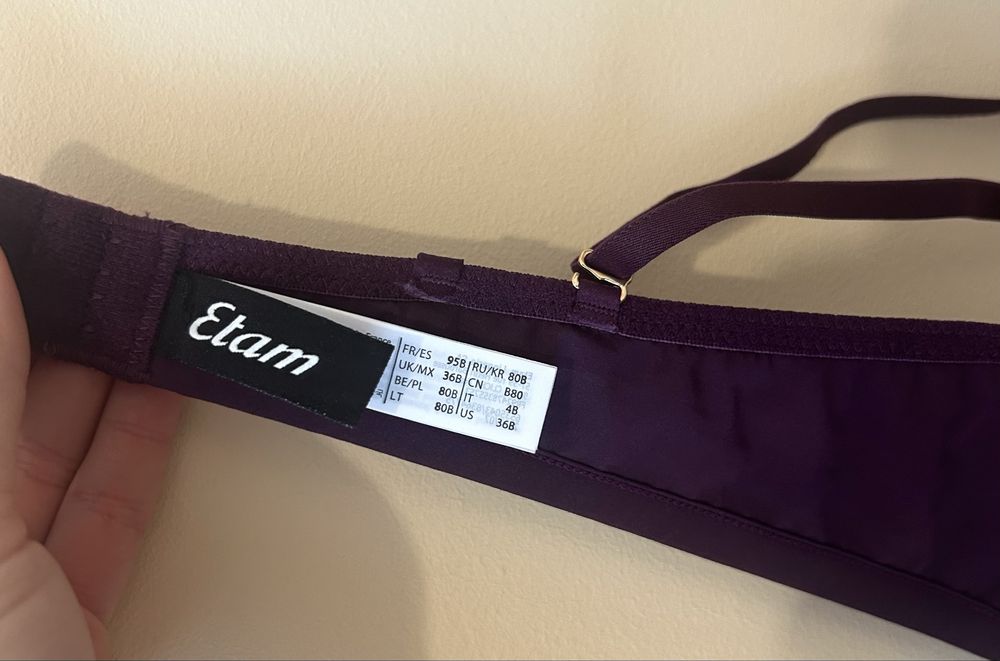 Etam
FR/ES 95B RU/KR 80B
UK/MX 36B CN B80
BE/PL 80B IT 4B
LT 80B US 36B